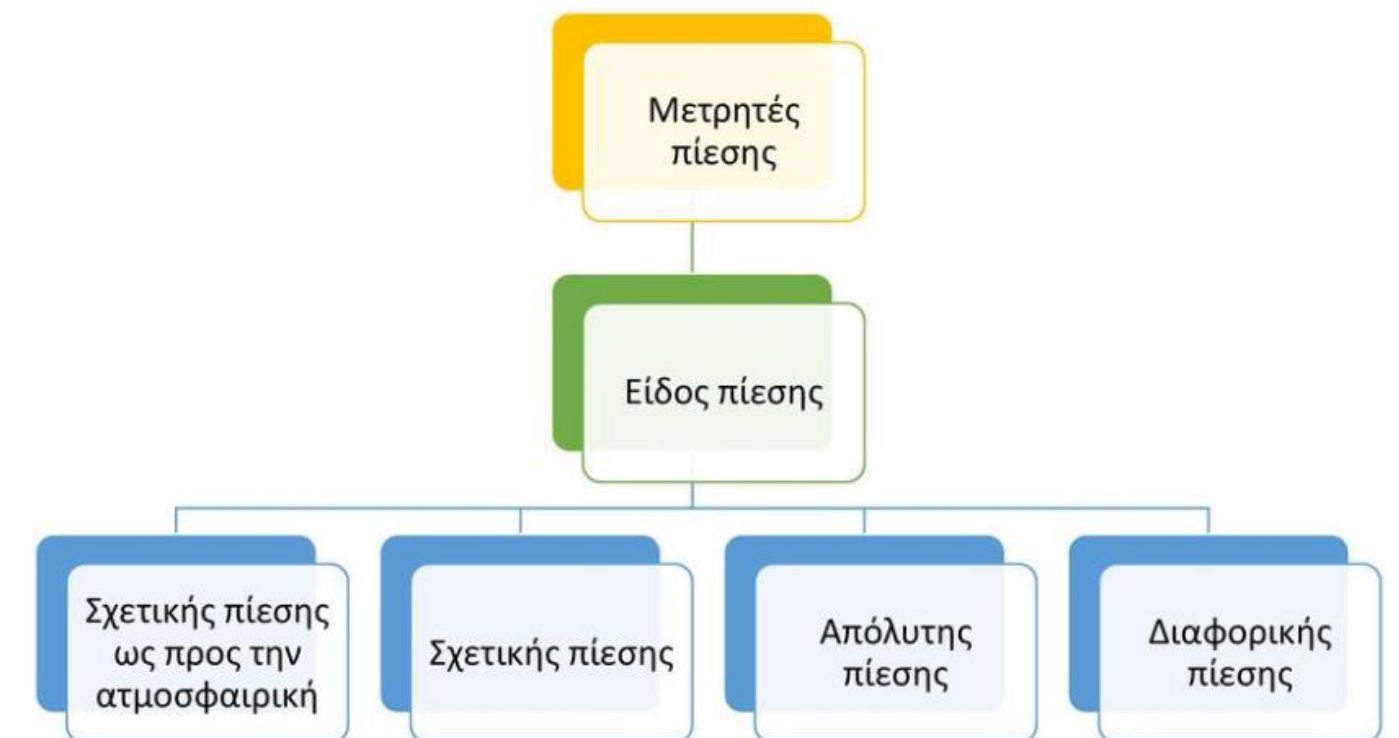 Μετρητές
πίεσης
Είδος πίεσης
Σχετικής πίεσης
ως προς την
ατμοσφαιρική
Σχετικής πίεσης
Απόλυτης
πίεσης
Διαφορικής
πίεσης